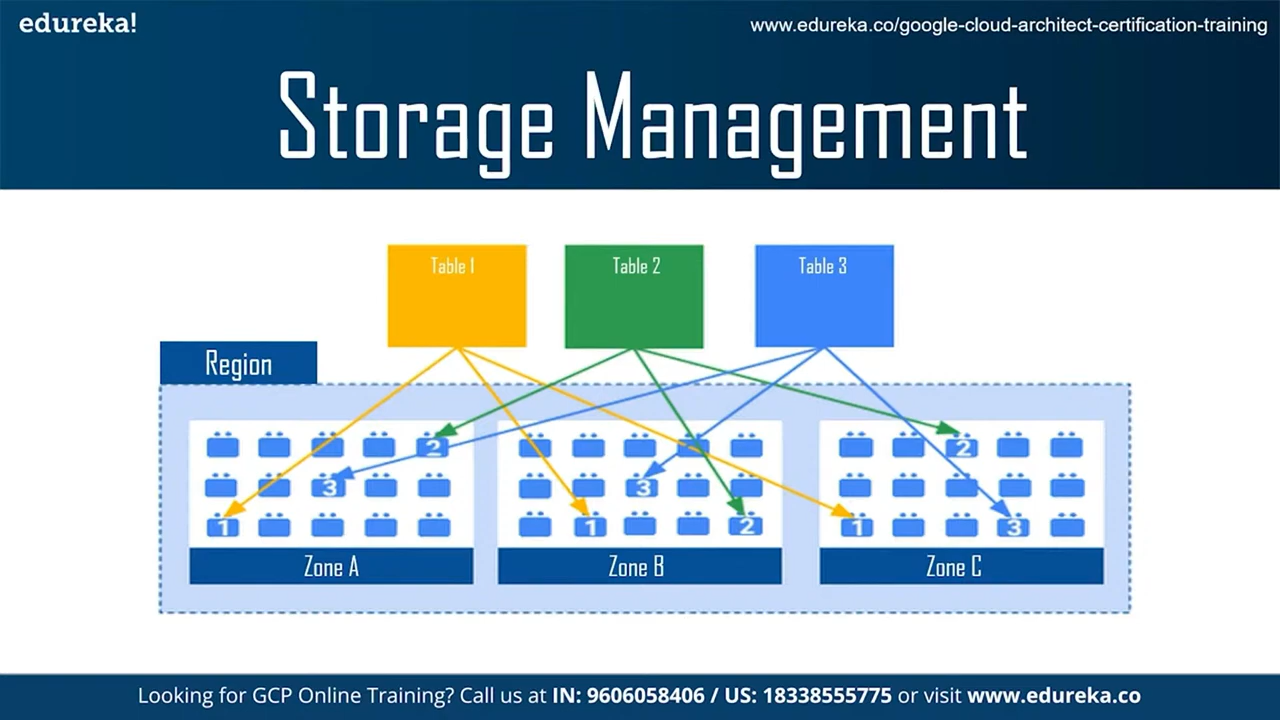 edureka!
www.edureka.co/google-cloud-architect-certification-training
Storage Management
Table 1
Table 2
Table 3
Region
2
2
3
3
1
1
2
1
3
Zone A
Zone B
Zone C
Looking for GCP Online Training? Call us at IN: 9606058406 / US: 18338555775 or visit www.edureka.co